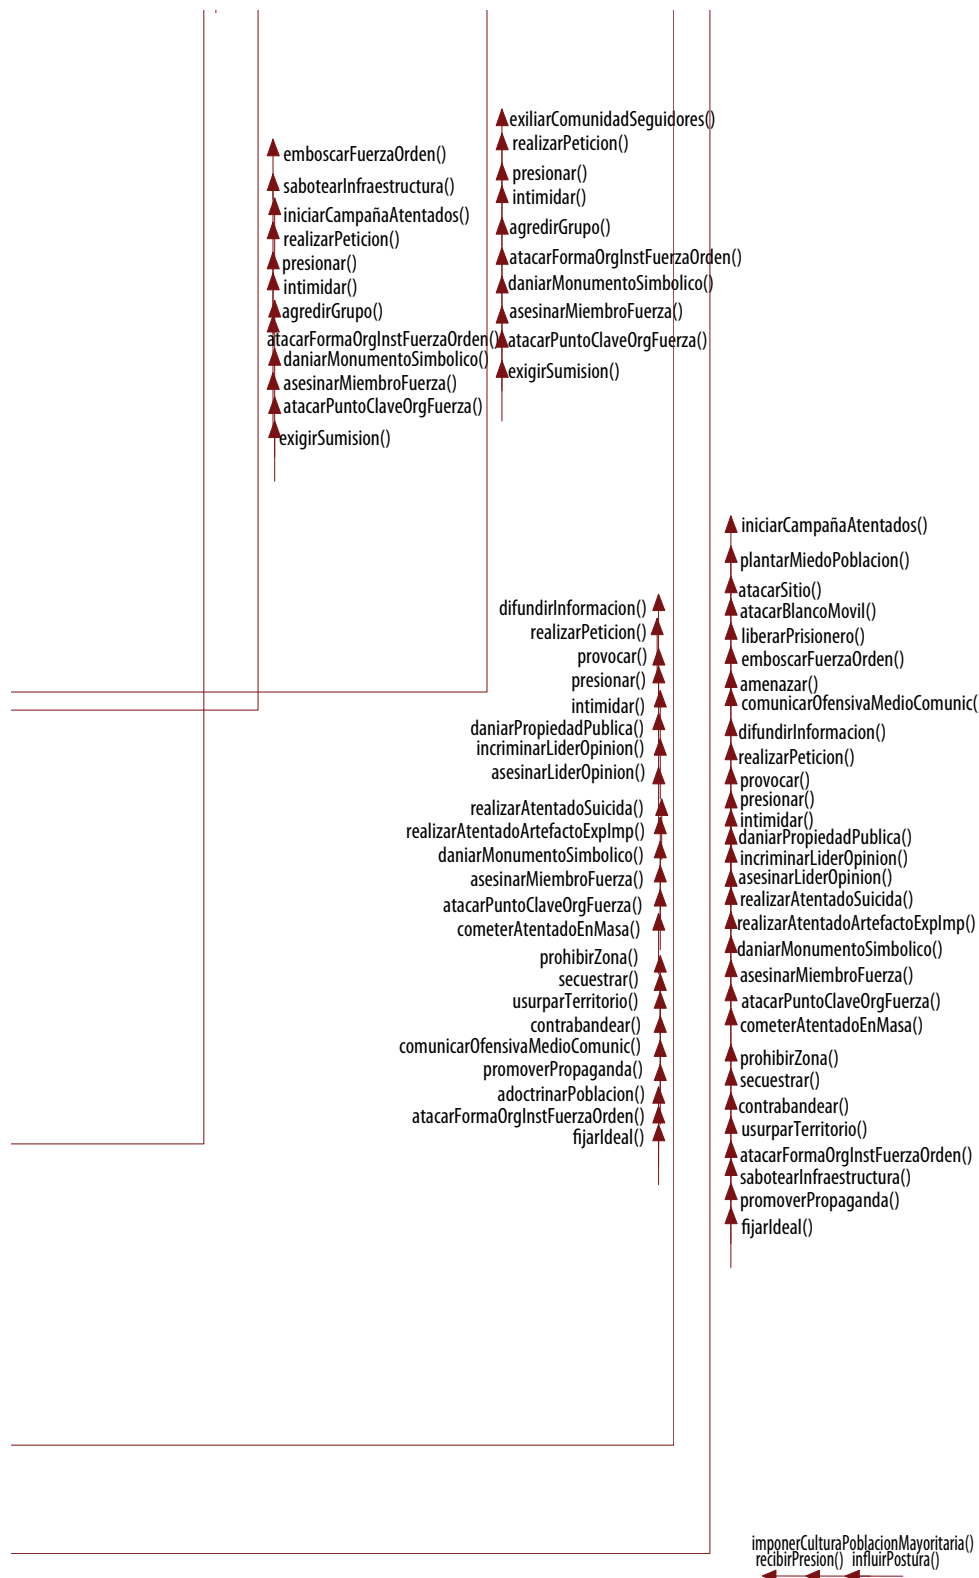 exiliarComunidadSeguidores()
realizarPeticion()
presionar()
intimidar()
agredirGrupo()
atacarFormaOrgInstFuerzaOrden()
daniarMonumentoSimbolico()
asesinarMiembroFuerza()
atacarPuntoClaveOrgFuerza()
exigirSumision()
emboscarFuerzaOrden()
sabotearInfraestructura()
iniciarCampañaAtentados()
realizarPeticion()
presionar()
intimidar()
agredirGrupo()
atacarFormaOrgInstFuerzaOrden()
daniarMonumentoSimbolico()
asesinarMiembroFuerza()
atacarPuntoClaveOrgFuerza()
exigirSumision()
difundirInformacion()
realizarPeticion()
provocar()
presionar()
intimidar()
daniarPropiedadPublica()
incriminarLiderOpinion()
asesinarLiderOpinion()
realizarAtentadoSuicida()
realizarAtentadoArtefactoExpImp()
daniarMonumentoSimbolico()
asesinarMiembroFuerza()
atacarPuntoClaveOrgFuerza()
cometerAtentadoEnMasa()
prohibirZona()
secuestrar()
usurparTerritorio()
contrabandear()
comunicarOfensivaMedioComunic()
promoverPropaganda()
adoctrinarPoblacion()
atacarFormaOrgInstFuerzaOrden()
fijarIdeal()
iniciarCampañaAtentados()
plantarMiedoPoblacion()
atacarSitio()
atacarBlancoMovil()
liberarPrisionero()
emboscarFuerzaOrden()
amenazar()
comunicarOfensivaMedioComunic(
difundirInformacion()
realizarPeticion()
provocar()
presionar()
intimidar()
daniarPropiedadPublica()
incriminarLiderOpinion()
asesinarLiderOpinion()
realizarAtentadoSuicida()
realizarAtentadoArtefactoExpImp()
daniarMonumentoSimbolico()
asesinarMiembroFuerza()
atacarPuntoClaveOrgFuerza()
cometerAtentadoEnMasa()
prohibirZona()
secuestrar()
contrabandear()
usurparTerritorio()
atacarFormaOrgInstFuerzaOrden()
sabotearInfraestructura()
promoverPropaganda()
fijarIdeal()
imponerCulturaPoblacionMayoritaria()
recibirPresion() influirPostura()